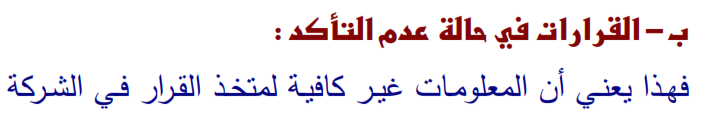 ب – القرارات في حالة عدم التأكد :
فهذا يعني أن المعلومات غير كافية لمتخذ القرار في الشركة